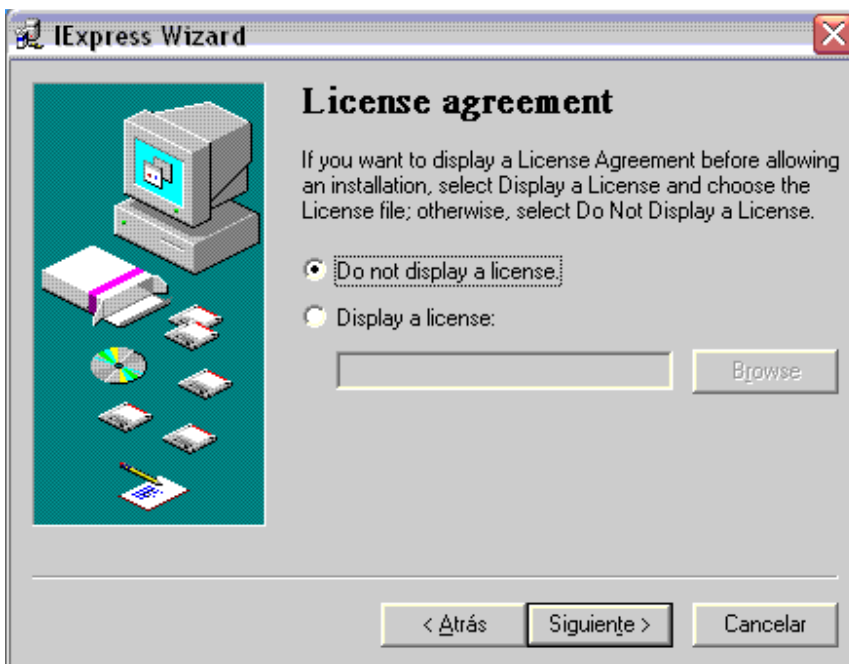 IExpress Wizard
License agreement
If you want to display a License Agreement before allowing
an installation, select Display a License and choose the
License file; otherwise, select Do Not Display a License.
Do not display a license.
Display a license:
Browse
< Atrás
Siguiente >
Cancelar